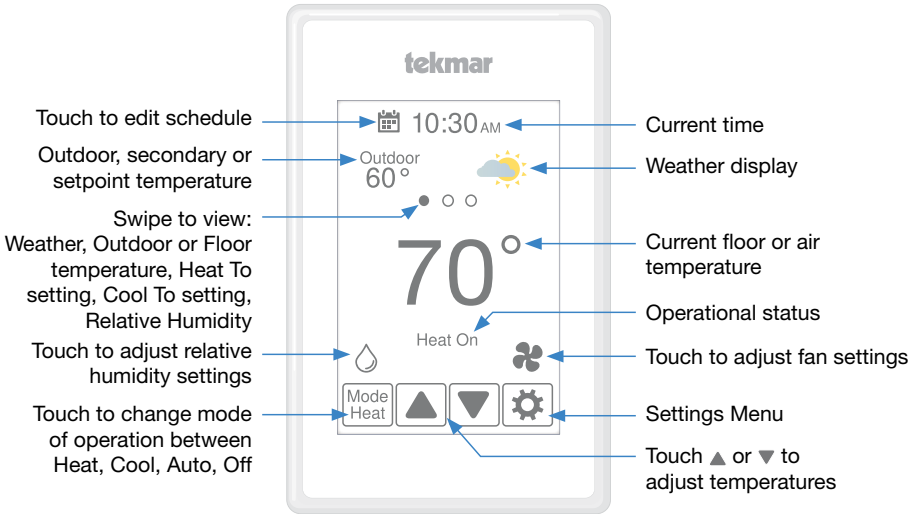 tekmar
Touch to edit schedule
10:30 AM
Current time
Outdoor, secondary or
setpoint temperature
Outdoor
60°
Weather display
Swipe to view:
Weather, Outdoor or Floor
temperature, Heat To
setting, Cool To setting,
Relative Humidity
70°
Current floor or air
temperature
Operational status
Heat On
Touch to adjust relative
humidity settings
Touch to adjust fan settings
Touch to change mode
of operation between
Heat, Cool, Auto, Off
Mode
Heat
Settings Menu
Touch ▲ or ▼ to
adjust temperatures